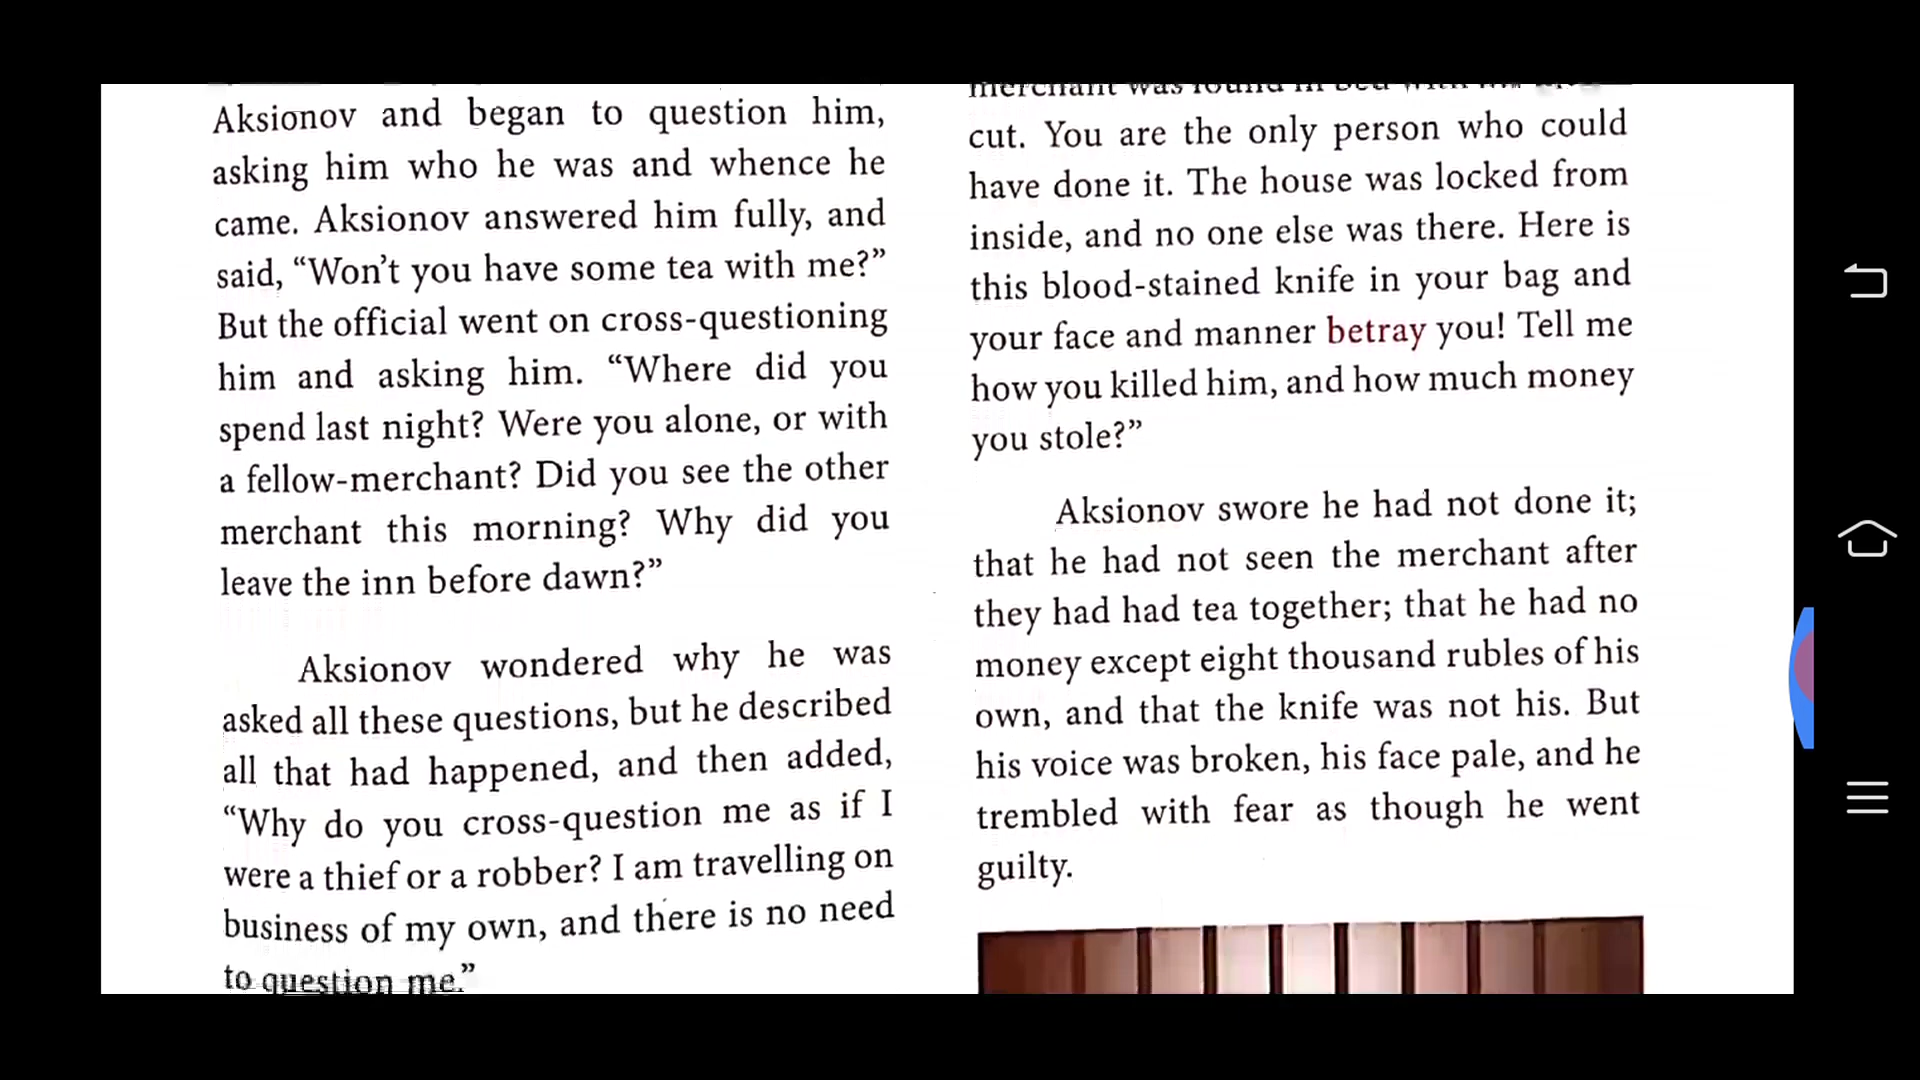 Aksionov and began to question him,
asking him who he was and whence he
came. Aksionov answered him fully, and
said, “Won’t you have some tea with me?”
But the official went on cross-questioning
him and asking him. “Where did you
spend last night? Were you alone, or with
a fellow-merchant? Did you see the other
merchant this morning? Why did you
leave the inn before dawn?”
Aksionov wondered why he was
asked all these questions, but he described
all that had happened, and then added,
“Why do you cross-question me as if I
were a thief or a robber? I am travelling on
business of my own, and there is no need
to question me.”
merchant was found in bed with his
cut. You are the only person who could
have done it. The house was locked from
inside, and no one else was there. Here is
this blood-stained knife in your bag and
your face and manner betray you! Tell me
how you killed him, and how much money
you stole?”
Aksionov swore he had not done it;
that he had not seen the merchant after
they had had tea together; that he had no
money except eight thousand rubles of his
own, and that the knife was not his. But
his voice was broken, his face pale, and he
trembled with fear as though he went
guilty.